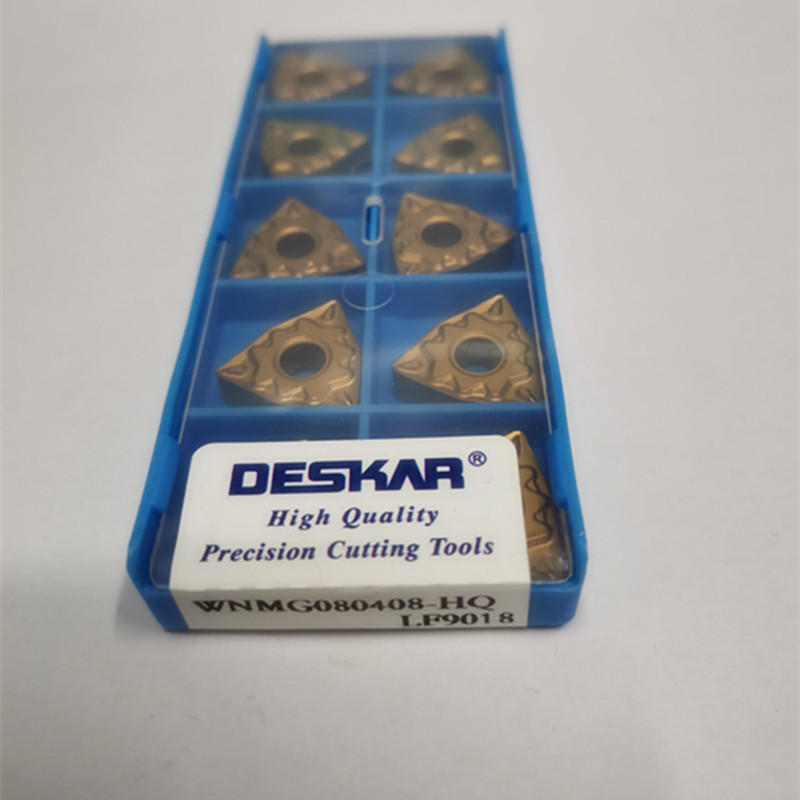 DESKAR®
High Quality
Precision Cutting Tools
WNMG080408-HQ
LF9018